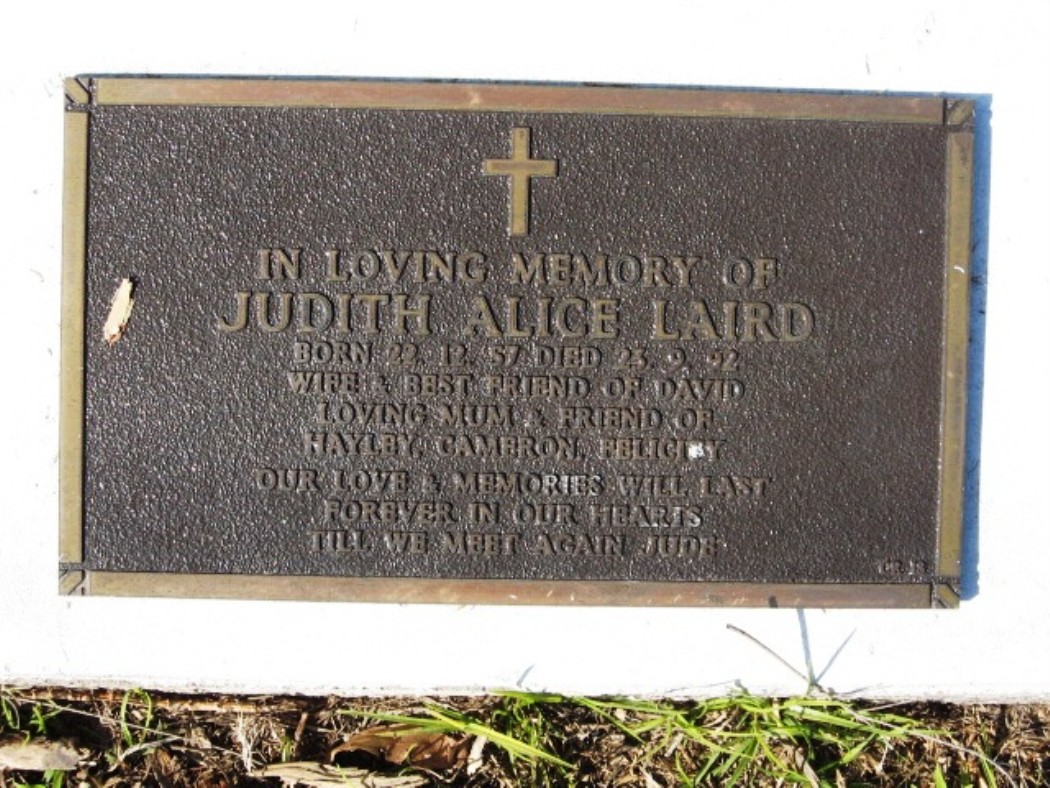 IN LOVING MEMORY OF
JUDITH ALICE LAIRD
BORN 22. 12. 57 DIED 23. 9. 92
WIFE & BEST FRIEND OF DAVID
LOVING MUM & FRIEND OF
HAYLEY, CAMERON, FELICITY
OUR LOVE & MEMORIES WILL LAST
FOREVER IN OUR HEARTS
TILL WE MEET AGAIN JUDE